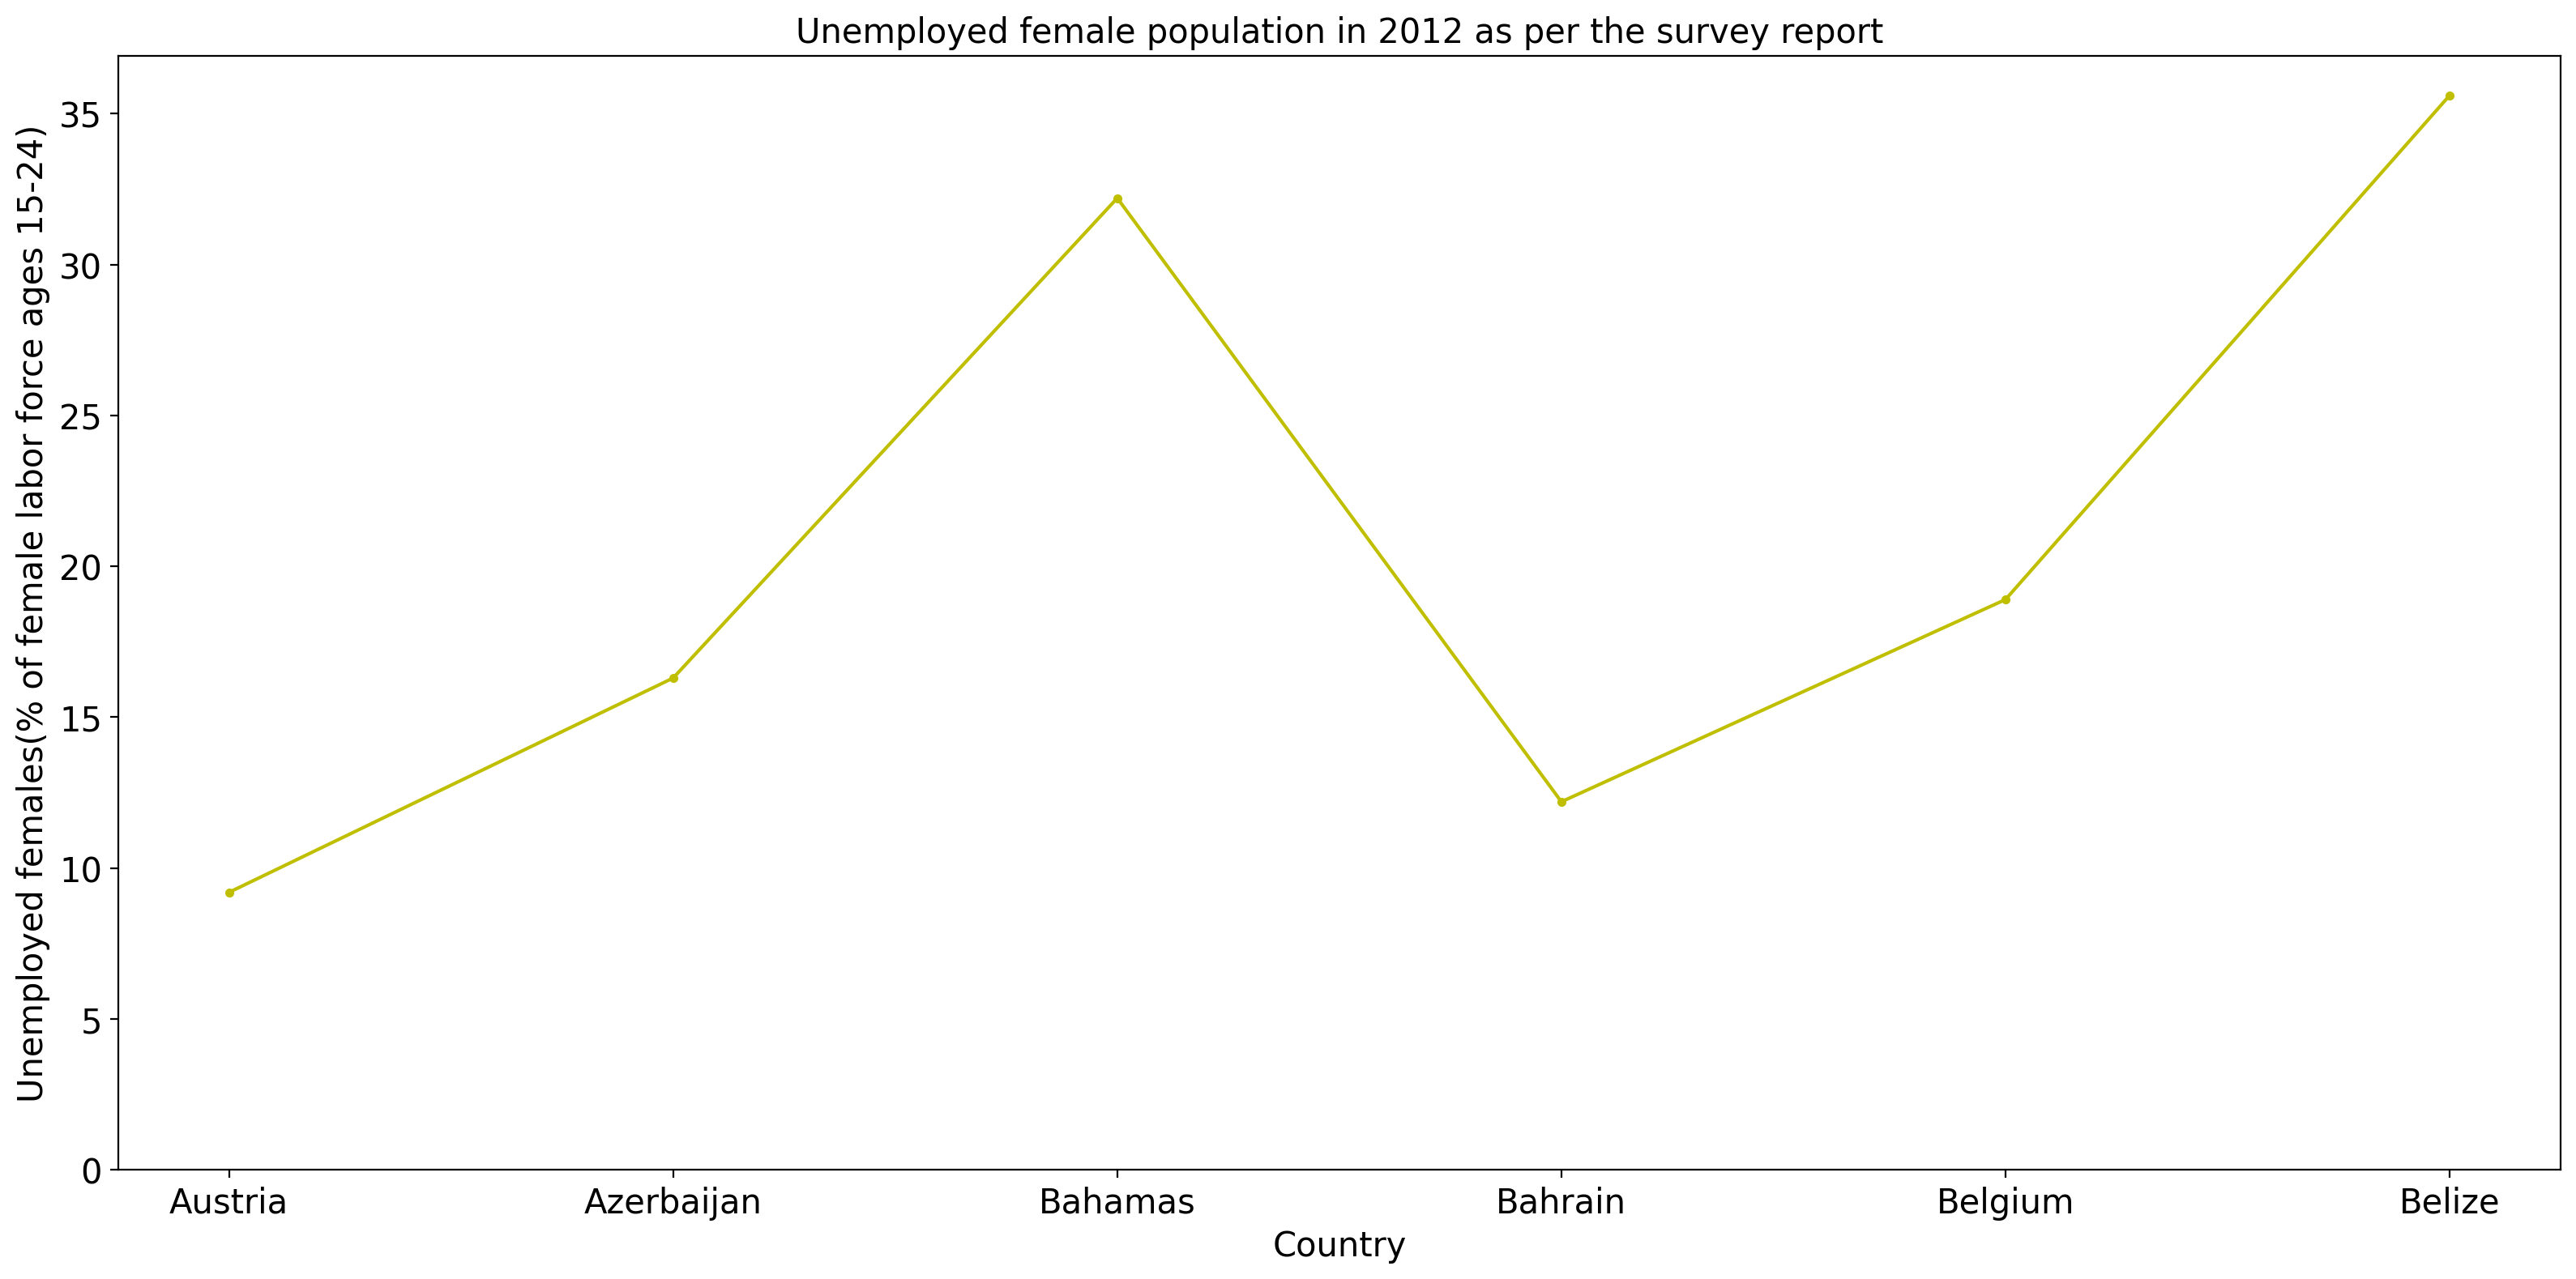 Unemployed female population in 2012 as per the survey report
Unemployed females(% of female labor force ages 15-24)
35
30
25
20
15
10
5
0
Austria Azerbaijan Bahamas Bahrain Belgium Belize
Country